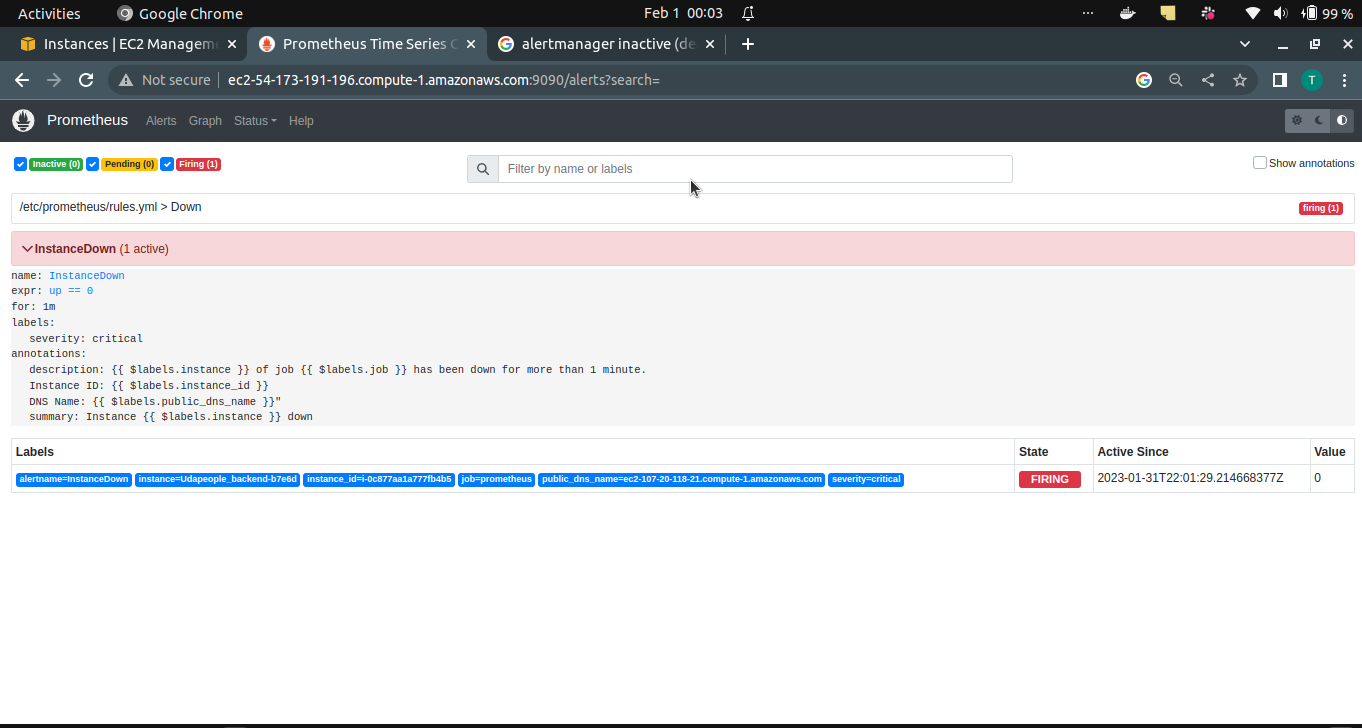 Activities Google Chrome Feb 1 00:03 99 %
Instances | EC2 Managem Prometheus Time Series C alertmanager inactive (de
Not secure ec2-54-173-191-196.compute-1.amazonaws.com:9090/alerts?search= T
Prometheus Alerts Graph Status Help
Inactive (0) Pending (0) Firing (1) Filter by name or labels Show annotations
/etc/prometheus/rules.yml > Down firing (1)
InstanceDown (1 active)
name: InstanceDown
expr: up == 0
for: 1m
labels:
severity: critical
annotations:
description: {{ $labels.instance }} of job {{ $labels.job }} has been down for more than 1 minute.
Instance ID: {{ $labels.instance_id }}
DNS Name: {{ $labels.public_dns_name }}"
summary: Instance {{ $labels.instance }} down
Labels State Active Since Value
alertname=InstanceDown instance=Udapeople_backend-b7e6d instance_id=i-0c877aa1a777fb4b5 job=prometheus public_dns_name=ec2-107-20-118-21.compute-1.amazonaws.com severity=critical FIRING 2023-01-31T22:01:29.214668377Z 0